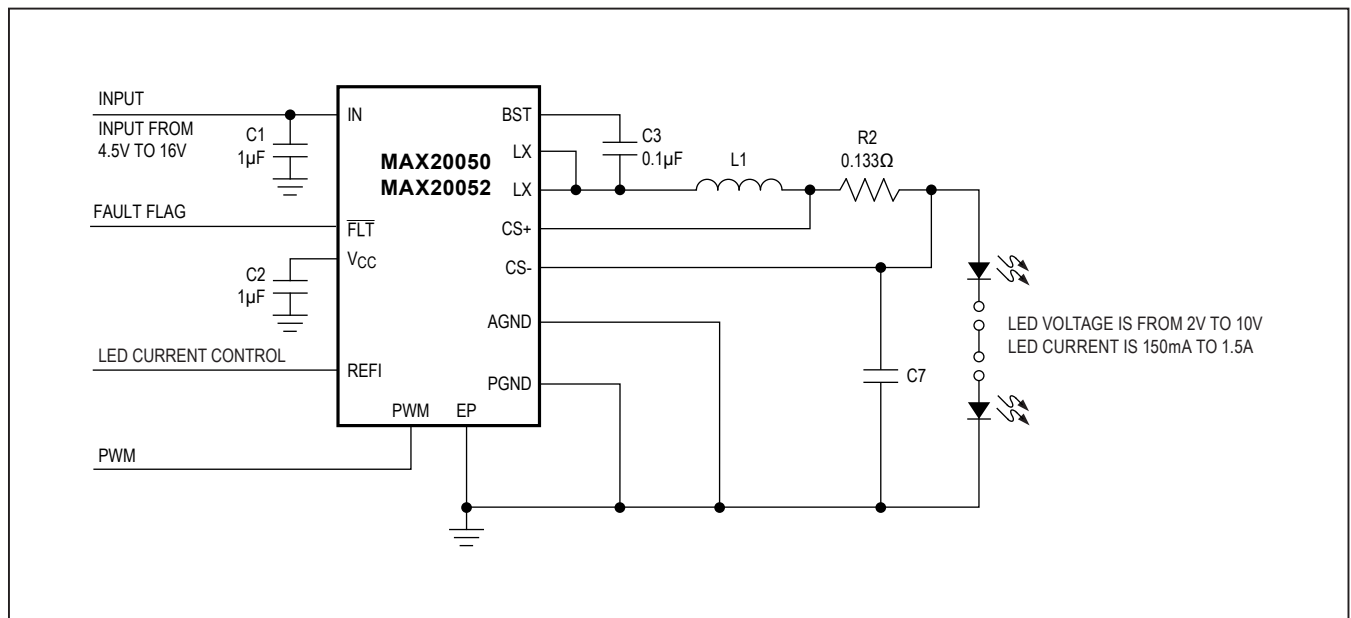 INPUT
INPUT FROM
4.5V TO 16V
C1
1µF
FAULT FLAG
C2
1µF
LED CURRENT CONTROL
PWM
IN
FLT
VCC
REFI
PWM
EP
MAX20050
MAX20052
BST
LX
LX
CS+
CS-
AGND
PGND
C3
0.1µF
L1
R2
0.133Ω
C7
LED VOLTAGE IS FROM 2V TO 10V
LED CURRENT IS 150mA TO 1.5A